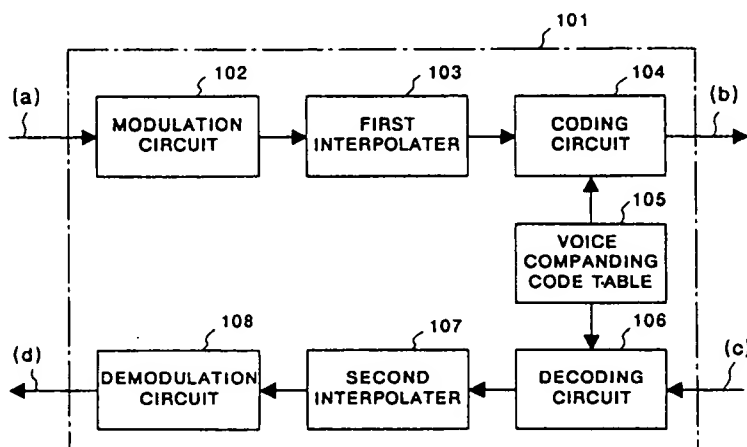 101
102
103
104
(a)
(b)
MODULATION
CIRCUIT
FIRST
INTERPOLATER
CODING
CIRCUIT
105
VOICE
COMPANDING
CODE TABLE
108
107
106
(d)
(c)
DEMODULATION
CIRCUIT
SECOND
INTERPOLATER
DECODING
CIRCUIT